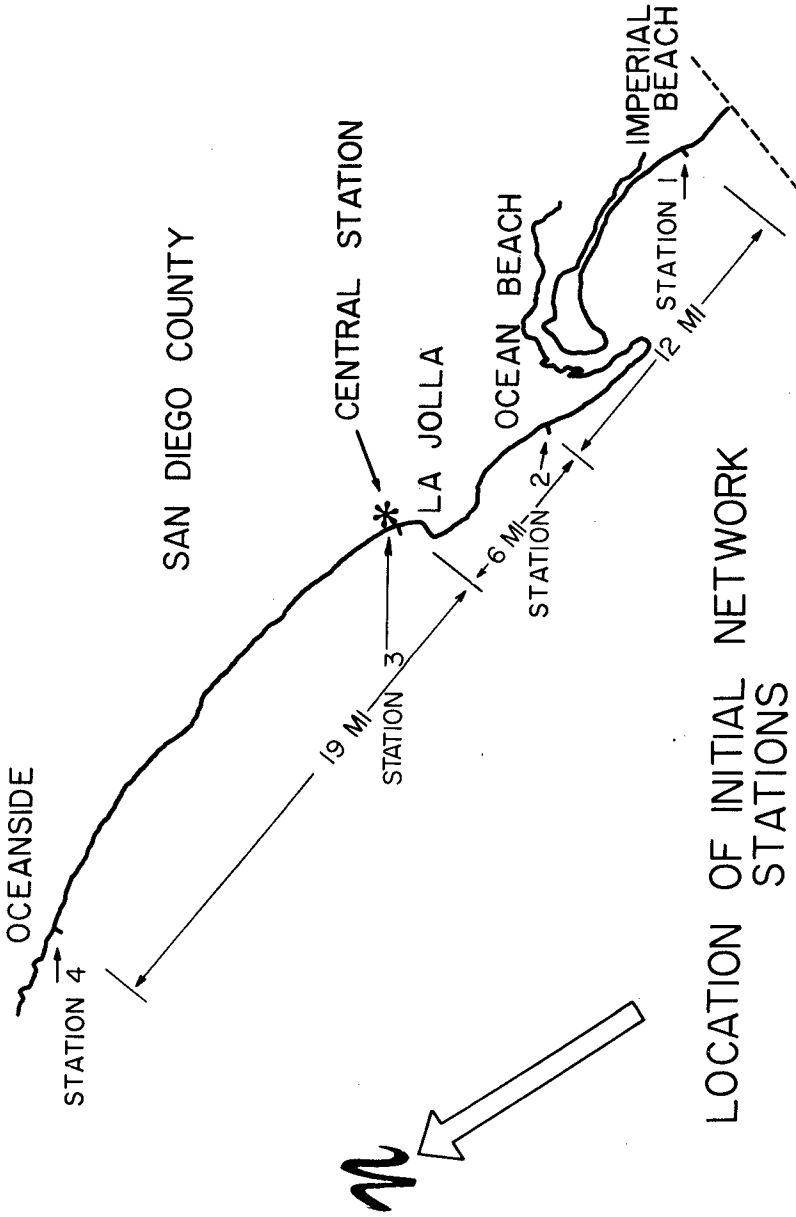 SAN DIEGO COUNTY
OCEANSIDE
CENTRAL STATION
LA JOLLA
OCEAN BEACH
IMPERIAL
BEACH
STATION 4
19 MI
STATION 3
6 MI
STATION 2
12 MI
STATION 1
N
LOCATION OF INITIAL NETWORK
STATIONS